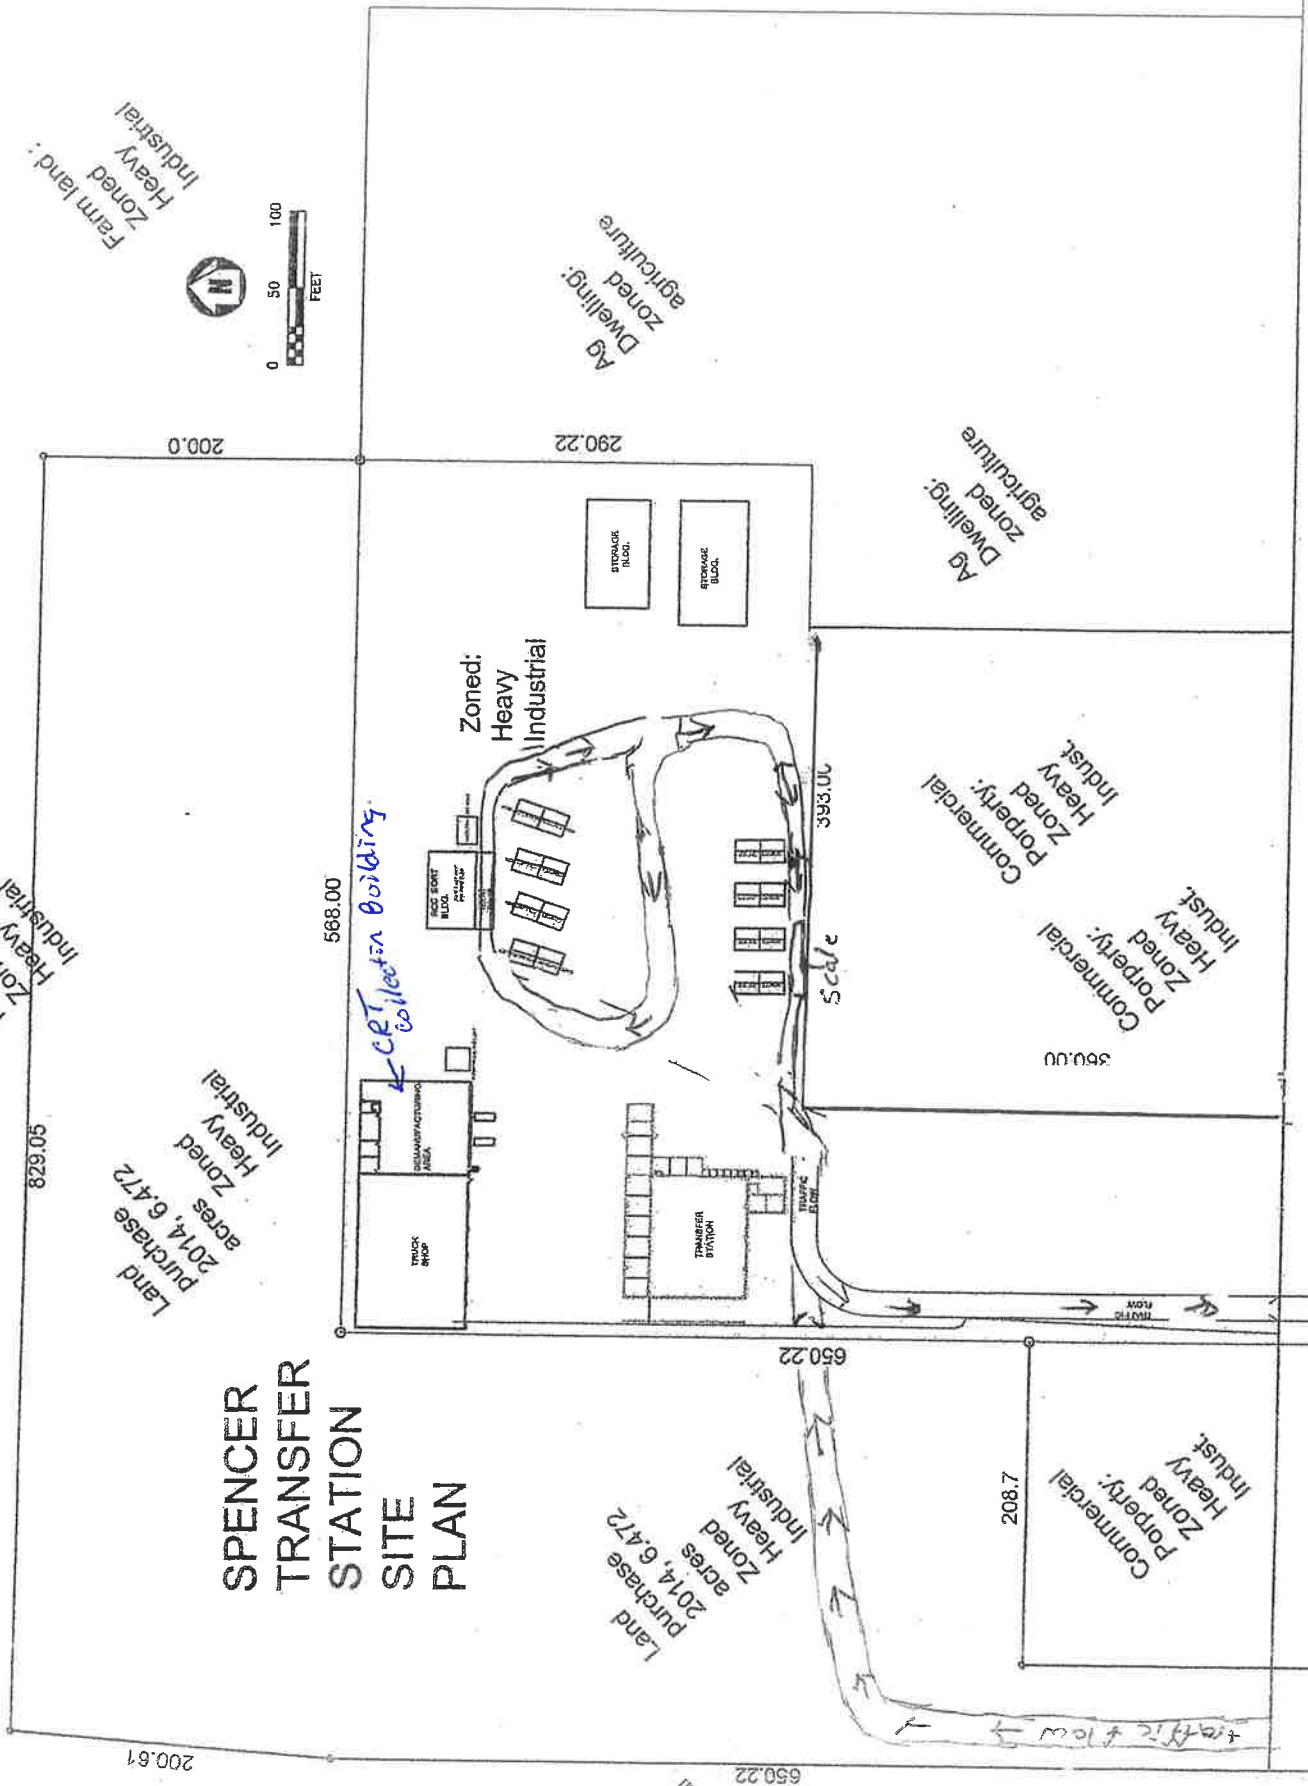 SPENCER
TRANSFER
STATION
SITE
PLAN
Farm land :
Zoned
Heavy
Industrial
N
0 50 100
FEET
Heavy
Industrial
829.05
200.0
200.61
568.00
290.22
650.22
650.22
393.00
360.00
208.7
Land
purchase
2014, 6.472
acres
Zoned
Heavy
Industrial
Land
purchase
2014, 6.472
acres
Zoned
Heavy
Industrial
Ag
Dwelling:
zoned
agriculture
Ag
Dwelling:
zoned
agriculture
Zoned:
Heavy
Industrial
CRT
collection Building
TRUCK
SHOP
DEMANUFACTURING
AREA
BLDG.
STORAGE
BLDG.
STORAGE
BLDG.
TRANSFER
STATION
TRAFFIC
FLOW
TRAFFIC
FLOW
Scale
traffic flow
Commercial
Porperty:
Zoned
Heavy
Indust.
Commercial
Porperty:
Zoned
Heavy
Indust.
Commercial
Porperty:
Zoned
Heavy
Indust.